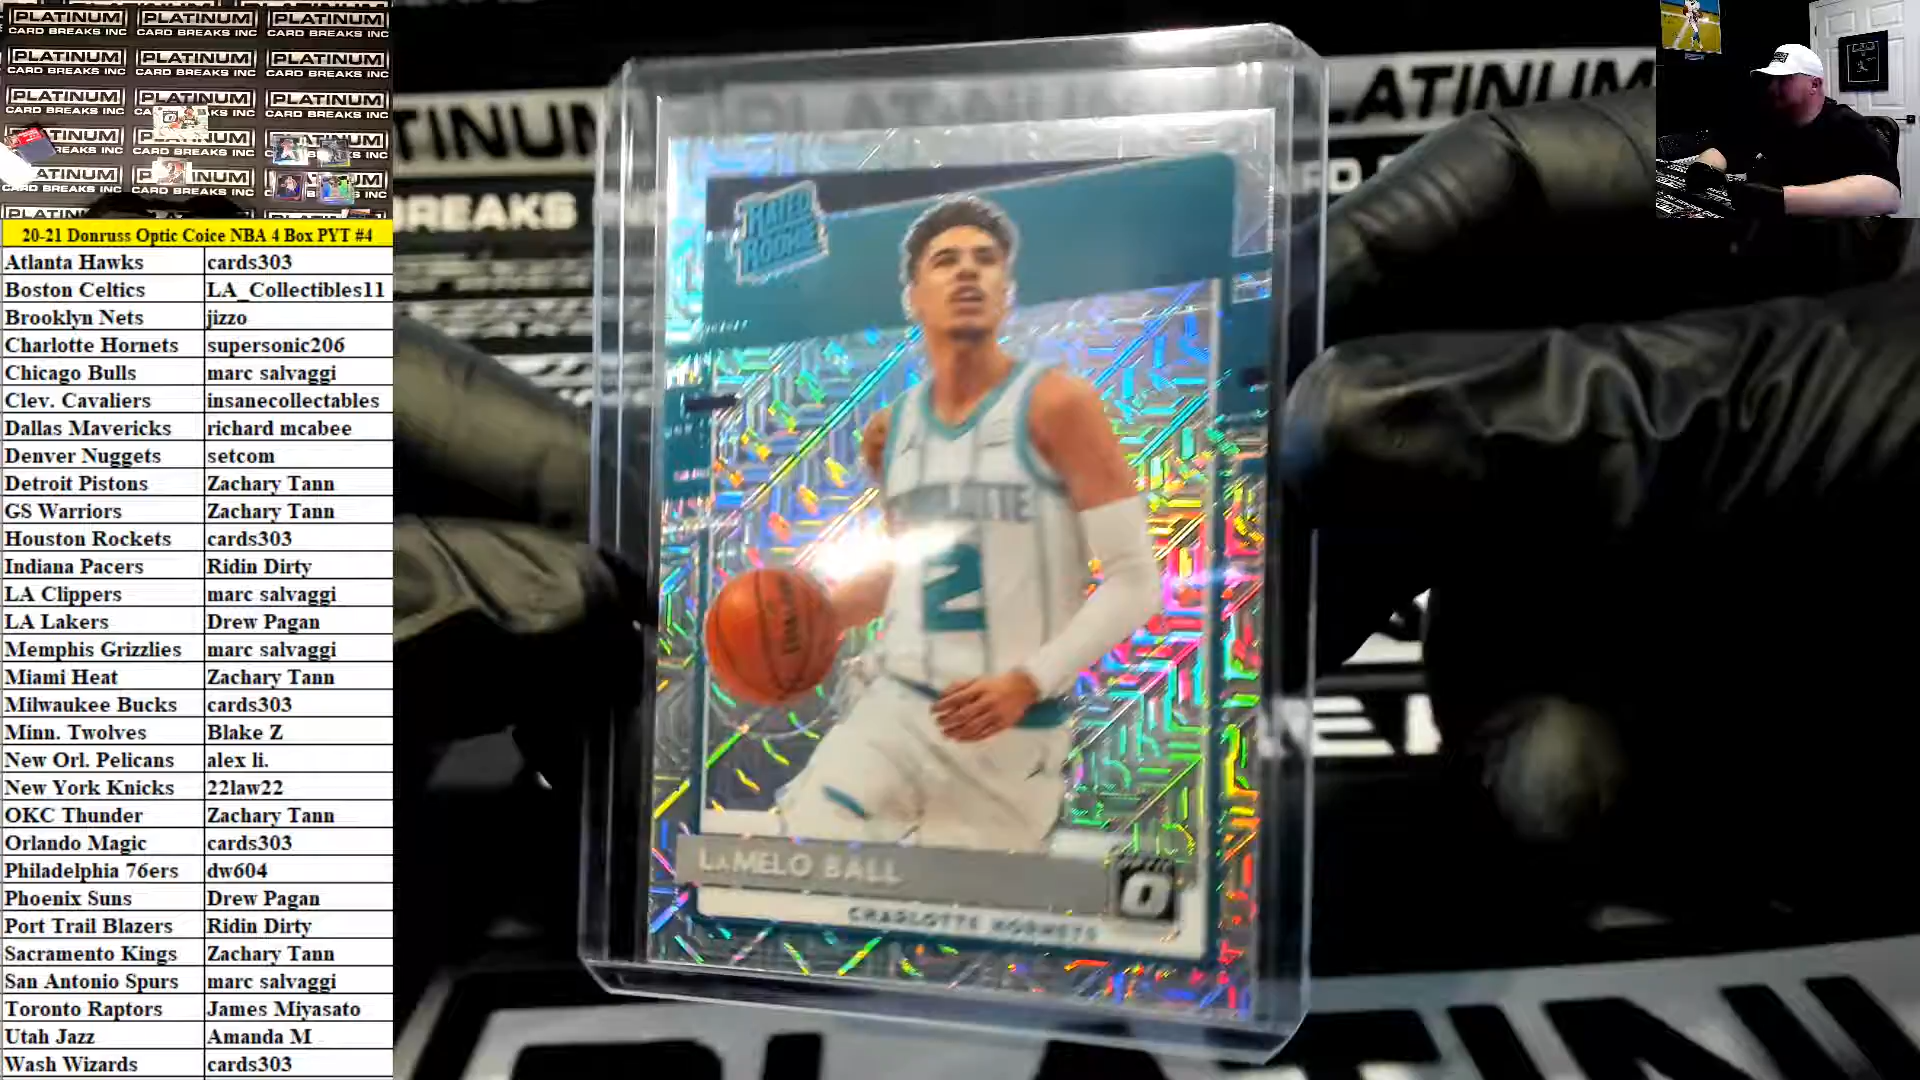 PLATINUM PLATINUM PLATINUM
CARD BREAKS INC CARD BREAKS INC CARD BREAKS INC
PLATINUM PLATINUM PLATINUM
CARD BREAKS INC CARD BREAKS INC CARD BREAKS INC
PLATINUM PLATINUM PLATINUM
CARD BREAKS INC CARD BREAKS INC CARD BREAKS INC
20-21 Donruss Optic Coice NBA 4 Box PYT #4
Atlanta Hawks cards303
Boston Celtics LA_Collectibles11
Brooklyn Nets jizzo
Charlotte Hornets supersonic206
Chicago Bulls marc salvaggi
Clev. Cavaliers insanecollectables
Dallas Mavericks richard mcabee
Denver Nuggets setcom
Detroit Pistons Zachary Tann
GS Warriors Zachary Tann
Houston Rockets cards303
Indiana Pacers Ridin Dirty
LA Clippers marc salvaggi
LA Lakers Drew Pagan
Memphis Grizzlies marc salvaggi
Miami Heat Zachary Tann
Milwaukee Bucks cards303
Minn. Twolves Blake Z
New Orl. Pelicans alex li.
New York Knicks 22law22
OKC Thunder Zachary Tann
Orlando Magic cards303
Philadelphia 76ers dw604
Phoenix Suns Drew Pagan
Port Trail Blazers Ridin Dirty
Sacramento Kings Zachary Tann
San Antonio Spurs marc salvaggi
Toronto Raptors James Miyasato
Utah Jazz Amanda M
Wash Wizards cards303
TINUM
PLATINUM
BREAKS
RATED
ROOKIE
CHARLOTTE
2
LAMELO BALL
OPTIC
CHARLOTTE HORNETS
PLATINU